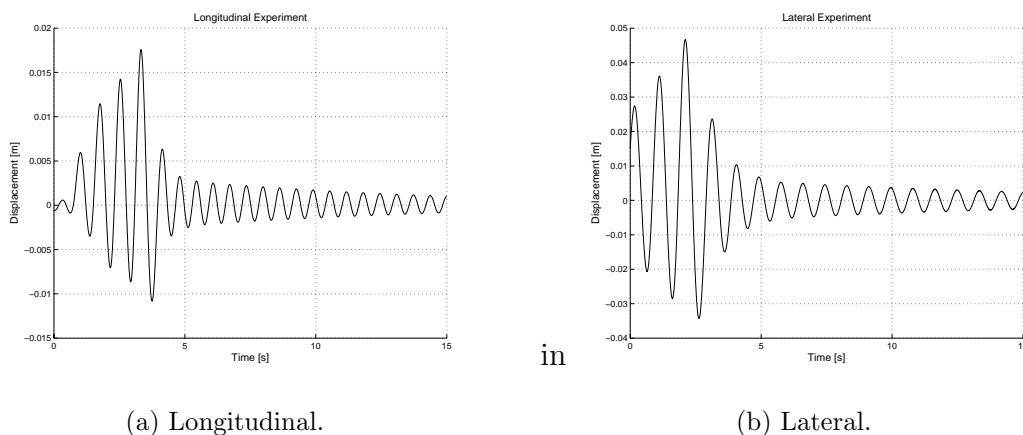 Longitudinal Experiment
0.02
0.015
0.01
0.005
0
−0.005
−0.01
−0.015
0 5 10 15
Displacement [m]
Time [s]
in
Lateral Experiment
0.05
0.04
0.03
0.02
0.01
0
−0.01
−0.02
−0.03
−0.04
0 5 10 15
Displacement [m]
Time [s]
(a) Longitudinal.
(b) Lateral.